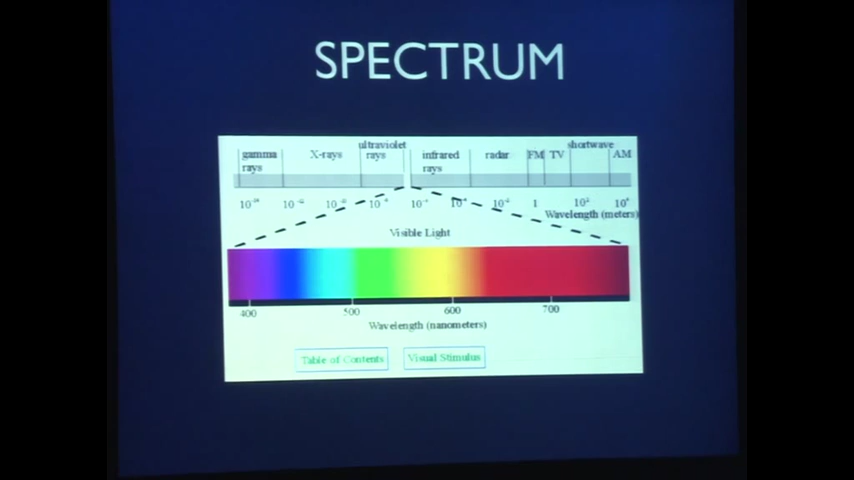 SPECTRUM
ultraviolet shortwave
gamma X-rays rays infrared radar FM TV AM
rays rays
1
Wavelength (meters)
Visible Light
400 500 600 700
Wavelength (nanometers)
Table of Contents Visual Stimulus